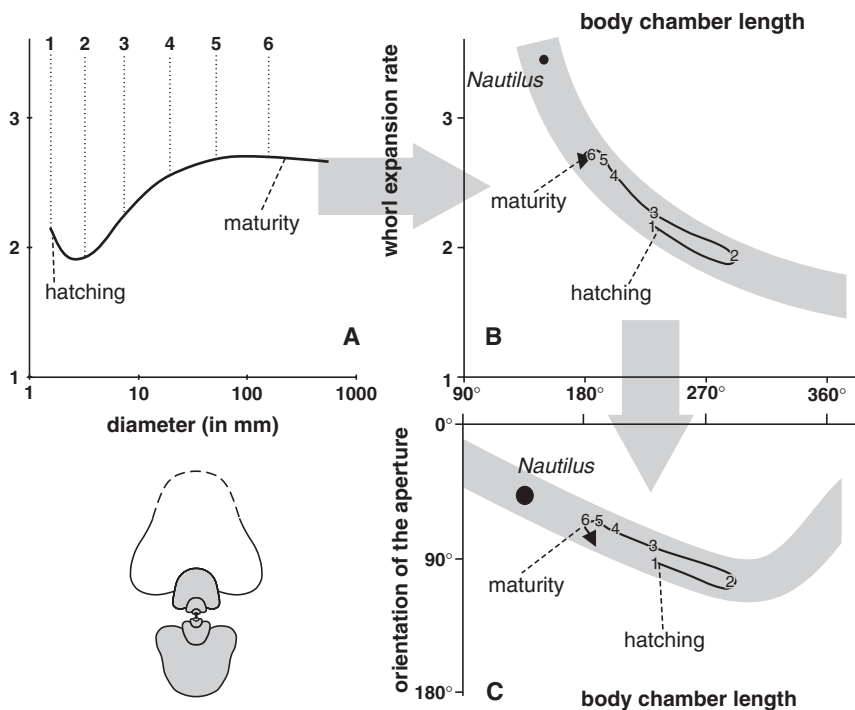 1 2 3 4 5 6
3
2
1
1 10 100 1000
diameter (in mm)
hatching
maturity
A
whorl expansion rate
body chamber length
Nautilus
3
2
1
maturity
6 5
4
3
1
2
hatching
B
90° 180° 270° 360°
0°
90°
180°
orientation of the aperture
Nautilus
6 5 4
3
1
2
maturity
hatching
C
body chamber length